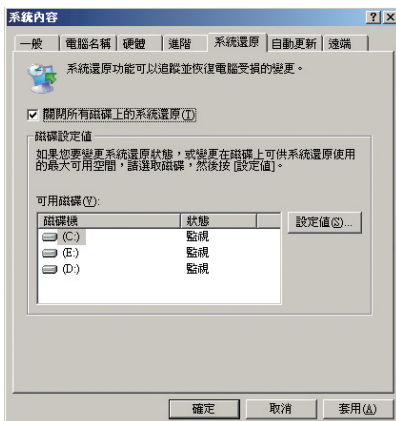 系統內容
一般 電腦名稱 硬體 進階 系統還原 自動更新 遠端
系統還原功能可以追蹤並恢復電腦受損的變更。
關閉所有磁碟上的系統還原(T)
磁碟設定值
如果您要變更系統還原狀態，或變更在磁碟上可供系統還原使用
的最大可用空間，請選取磁碟，然後按 [設定值]。
可用磁碟(V):
磁碟機 狀態
(C:) 監視
(E:) 監視
(D:) 監視
設定值(S)...
確定 取消 套用(A)